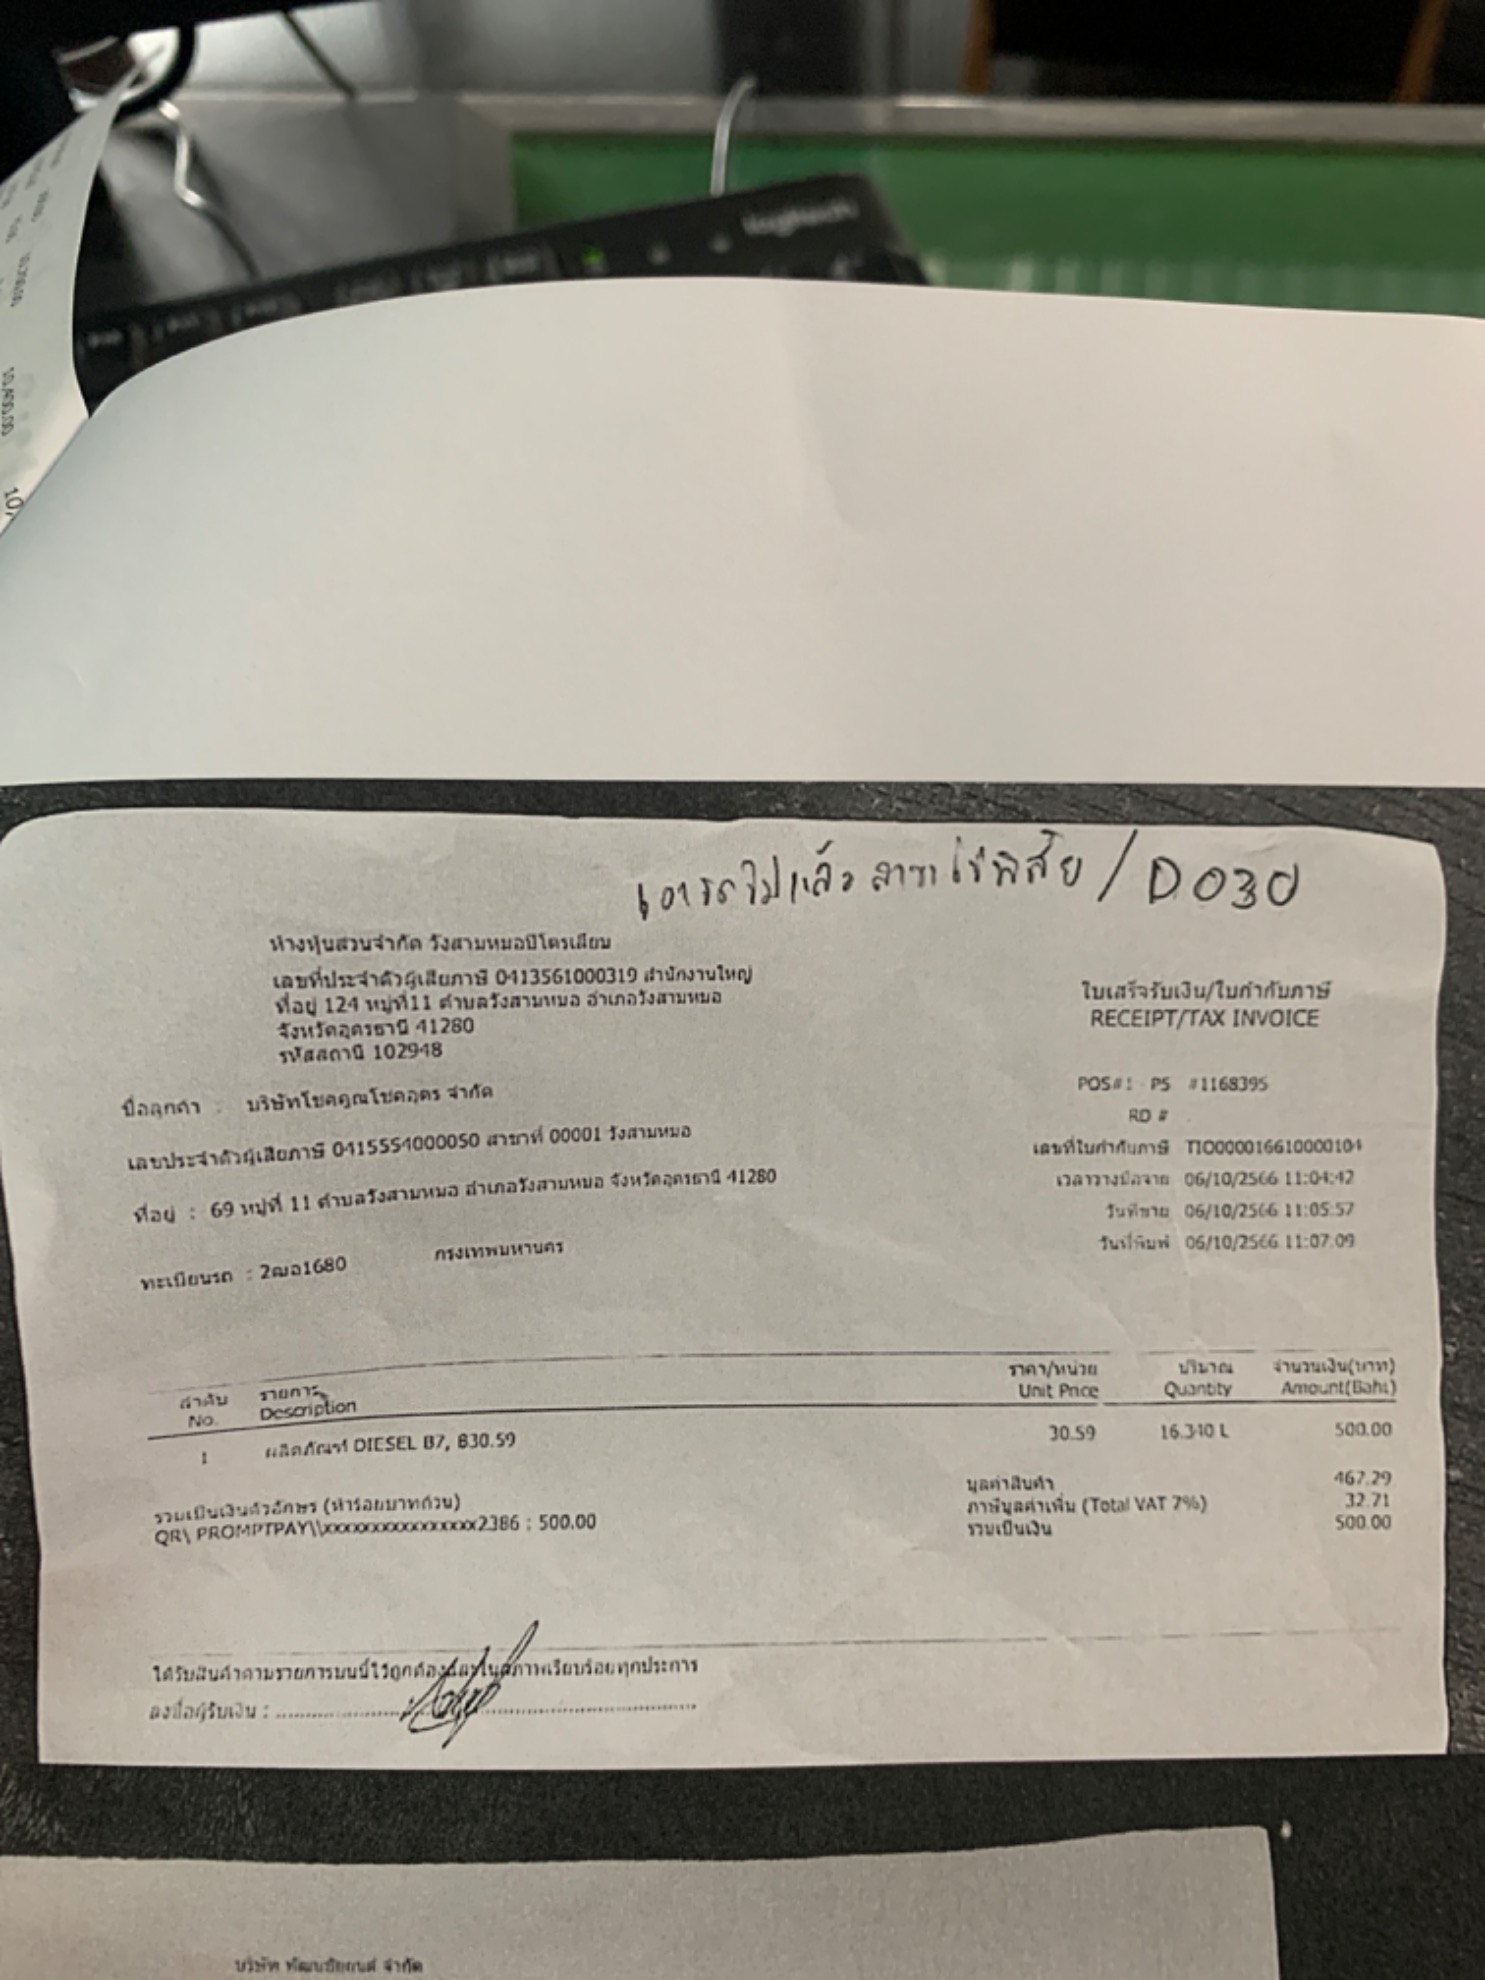 logitech
เอารถไปแล้ว สาขา โซ่พิสัย / D030
ห้างหุ้นส่วนจำกัด วังสามหมอปิโตรเลียม
เลขที่ประจำตัวผู้เสียภาษี 0413561000319 สำนักงานใหญ่
ที่อยู่ 124 หมู่ที่11 ตำบลวังสามหมอ อำเภอวังสามหมอ
จังหวัดอุดรธานี 41280
รหัสสถานี 102948
ใบเสร็จรับเงิน/ใบกำกับภาษี
RECEIPT/TAX INVOICE
POS#1 PS #1168395
RD #
เลขที่ใบกำกับภาษี TIO000016610000104
เวลาวางมือจ่าย 06/10/2566 11:04:42
วันที่ขาย 06/10/2566 11:05:57
วันที่พิมพ์ 06/10/2566 11:07:09
ชื่อลูกค้า : บริษัทโชคคูณโชคอุดร จำกัด
เลขประจำตัวผู้เสียภาษี 0415554000050 สาขาที่ 00001 วังสามหมอ
ที่อยู่ : 69 หมู่ที่ 11 ตำบลวังสามหมอ อำเภอวังสามหมอ จังหวัดอุดรธานี 41280
ทะเบียนรถ : 2ฒอ1680 กรุงเทพมหานคร
ลำดับ รายการ ราคา/หน่วย ปริมาณ จำนวนเงิน(บาท)
No. Description Unit Price Quantity Amount(Baht)
1 ผลิตภัณฑ์ DIESEL B7, B30.59 30.59 16.340 L 500.00
มูลค่าสินค้า 467.29
รวมเป็นเงินตัวอักษร (ห้าร้อยบาทถ้วน) ภาษีมูลค่าเพิ่ม (Total VAT 7%) 32.71
QR\ PROMPTPAY\\xxxxxxxxxxxxxxxx2386 : 500.00 รวมเป็นเงิน 500.00
ได้รับสินค้าตามรายการบนนี้ไว้ถูกต้องและในสภาพเรียบร้อยทุกประการ
ลงชื่อผู้รับเงิน :
บริษัท พัฒนชัยยนต์ จำกัด